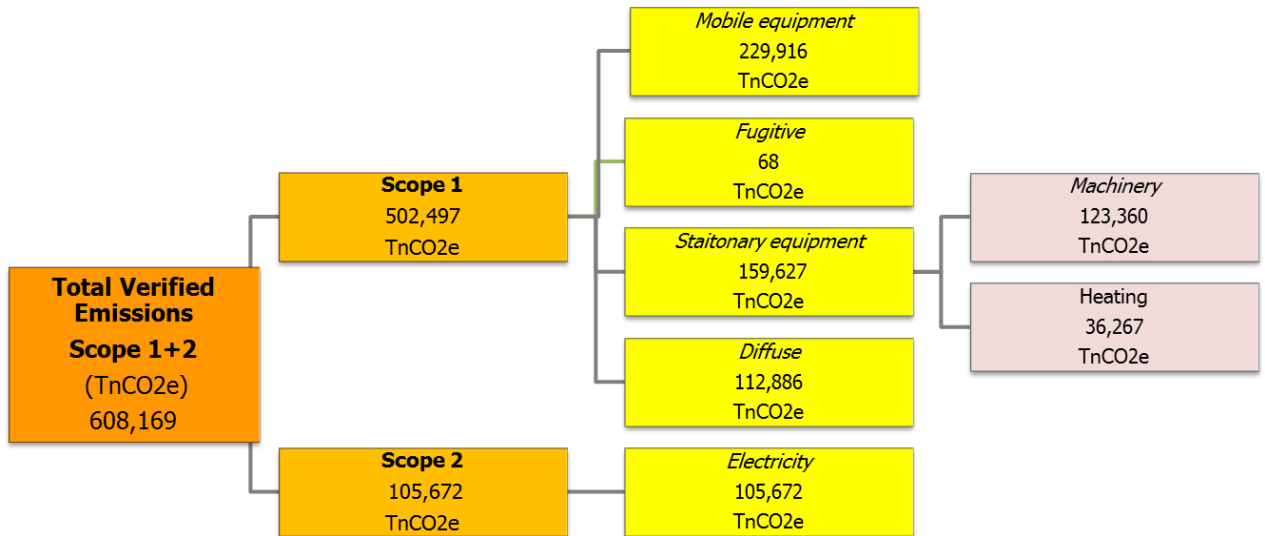 Total Verified
Emissions
Scope 1+2
(TnCO2e)
608,169
Scope 1
502,497
TnCO2e
Scope 2
105,672
TnCO2e
Mobile equipment
229,916
TnCO2e
Fugitive
68
TnCO2e
Staitonary equipment
159,627
TnCO2e
Diffuse
112,886
TnCO2e
Electricity
105,672
TnCO2e
Machinery
123,360
TnCO2e
Heating
36,267
TnCO2e